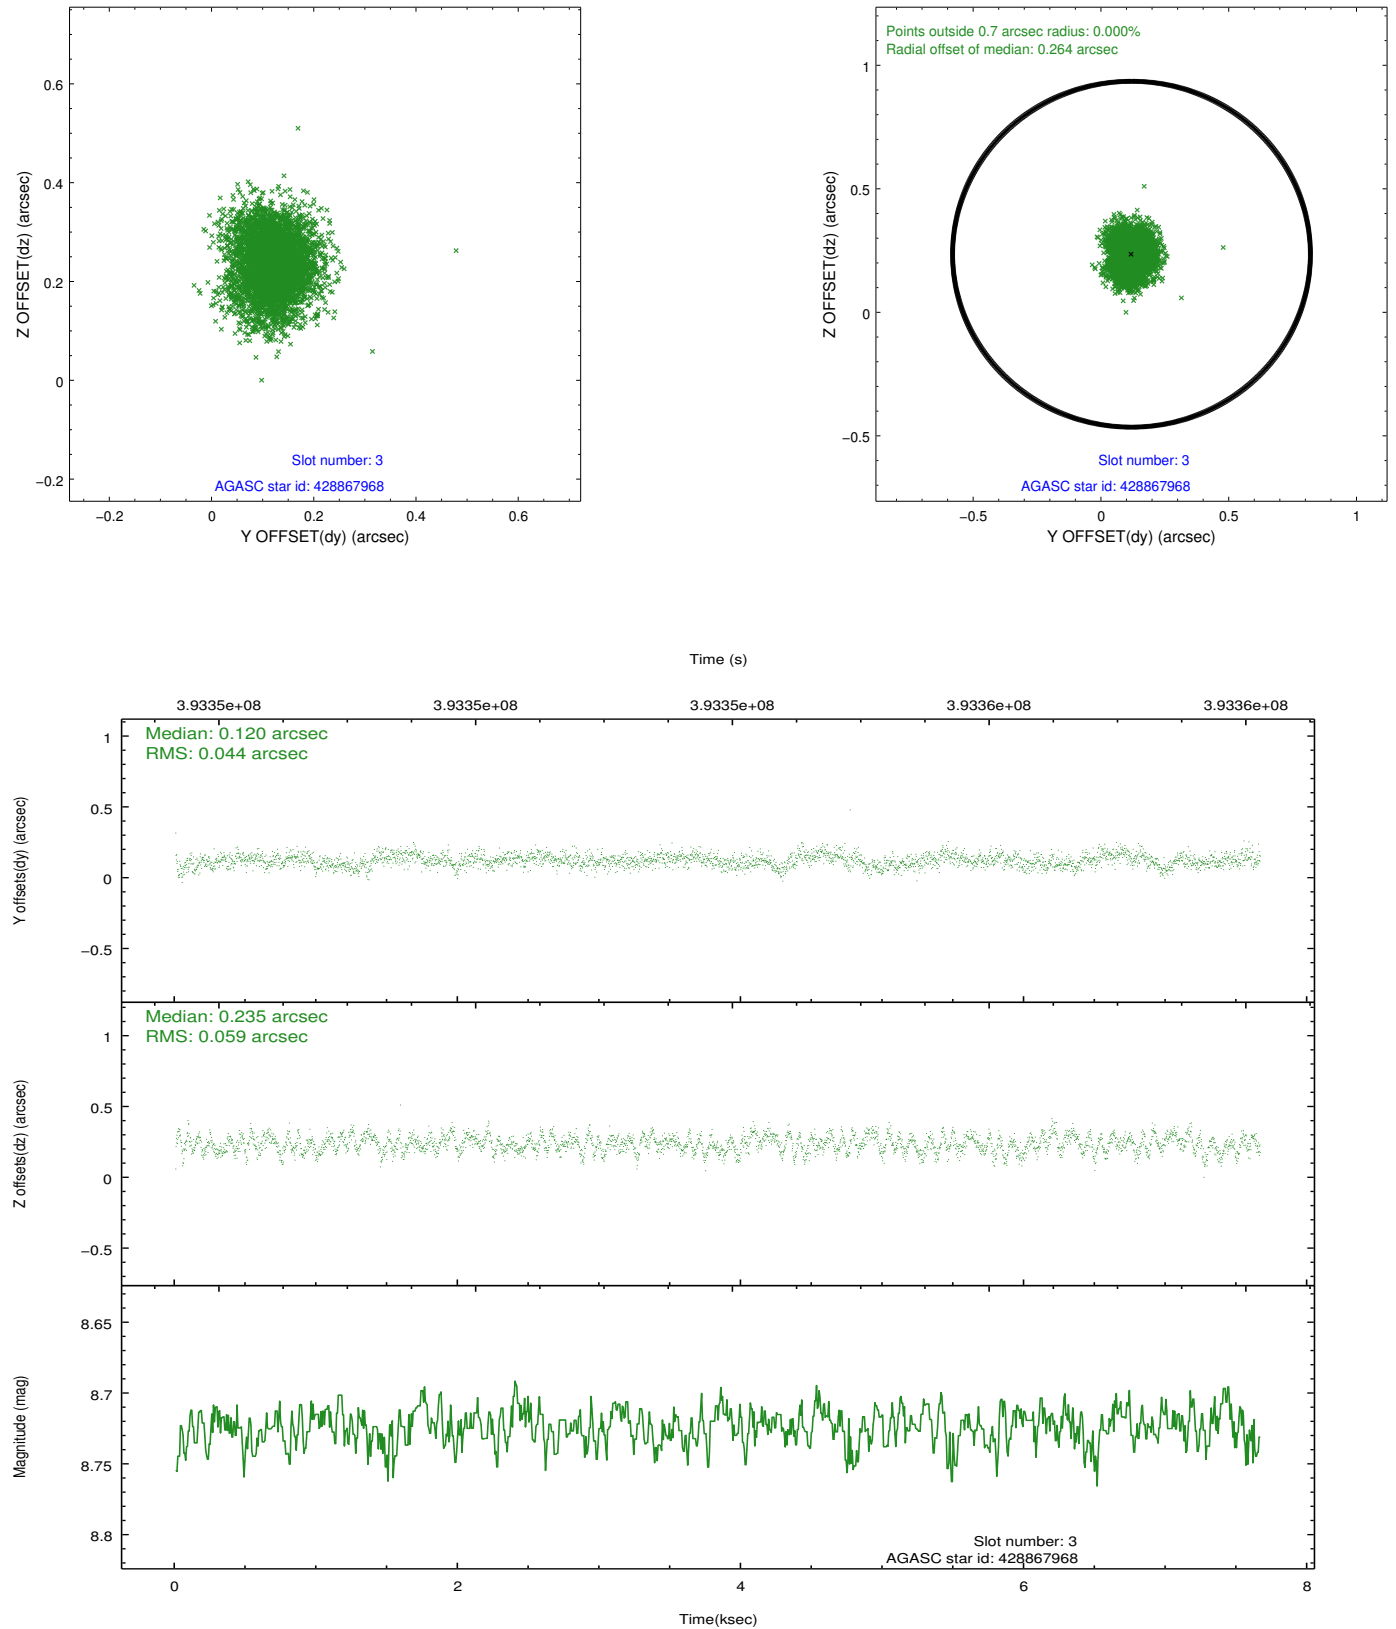 0.6
0.4
0.2
0
−0.2
Z OFFSET(dz) (arcsec)
Slot number: 3
AGASC star id: 428867968
−0.2 0 0.2 0.4 0.6
Y OFFSET(dy) (arcsec)
Points outside 0.7 arcsec radius: 0.000%
Radial offset of median: 0.264 arcsec
1
0.5
0
−0.5
Z OFFSET(dz) (arcsec)
Slot number: 3
AGASC star id: 428867968
−0.5 0 0.5 1
Y OFFSET(dy) (arcsec)
Time (s)
3.9335e+08 3.9335e+08 3.9335e+08 3.9336e+08 3.9336e+08
Median: 0.120 arcsec
RMS: 0.044 arcsec
1
0.5
0
−0.5
Y offsets(dy) (arcsec)
Median: 0.235 arcsec
RMS: 0.059 arcsec
1
0.5
0
−0.5
Z offsets(dz) (arcsec)
8.65
8.7
8.75
8.8
Magnitude (mag)
Slot number: 3
AGASC star id: 428867968
0 2 4 6 8
Time(ksec)